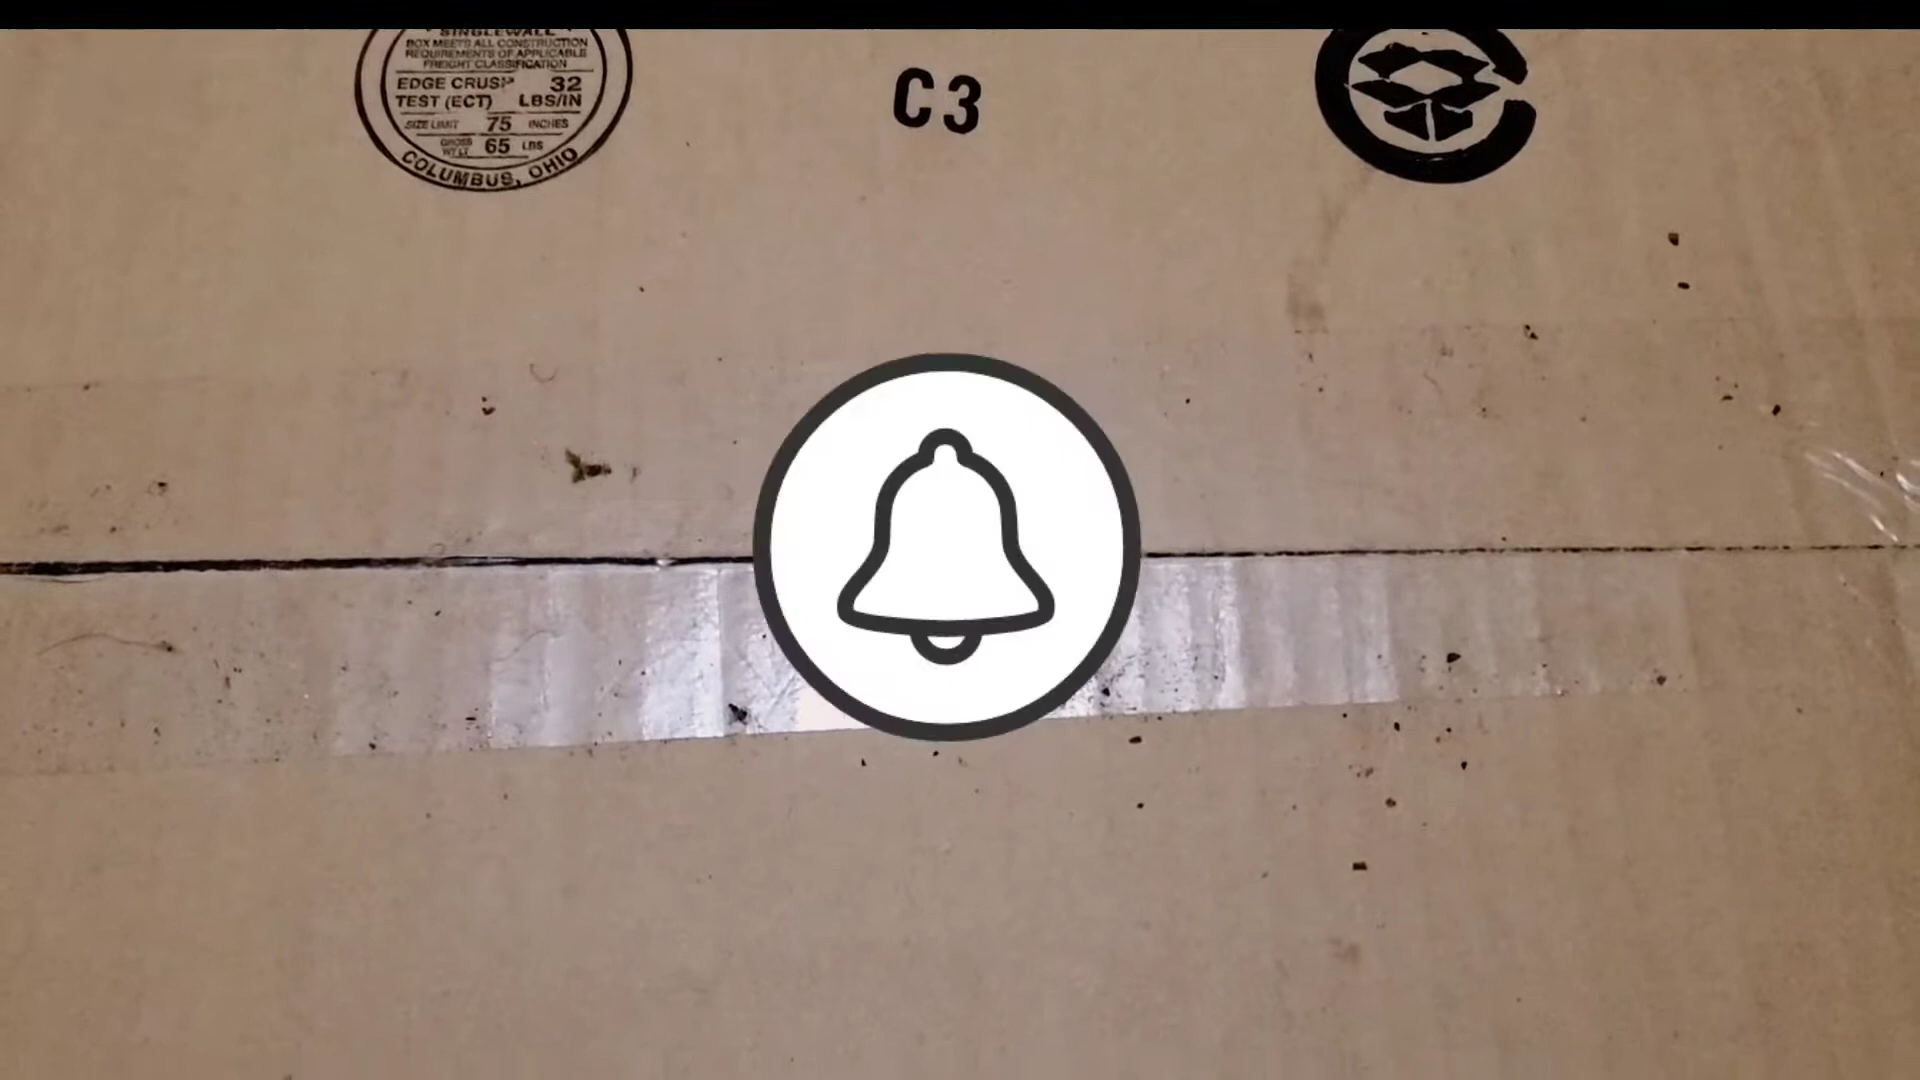 SINGLEWALL
BOX MEETS ALL CONSTRUCTION
REQUIREMENTS OF APPLICABLE
FREIGHT CLASSIFICATION
EDGE CRUSH 32
TEST (ECT) LBS/IN
SIZE LIMIT 75 INCHES
GROSS
WT LT 65 LBS
COLUMBUS, OHIO
C3